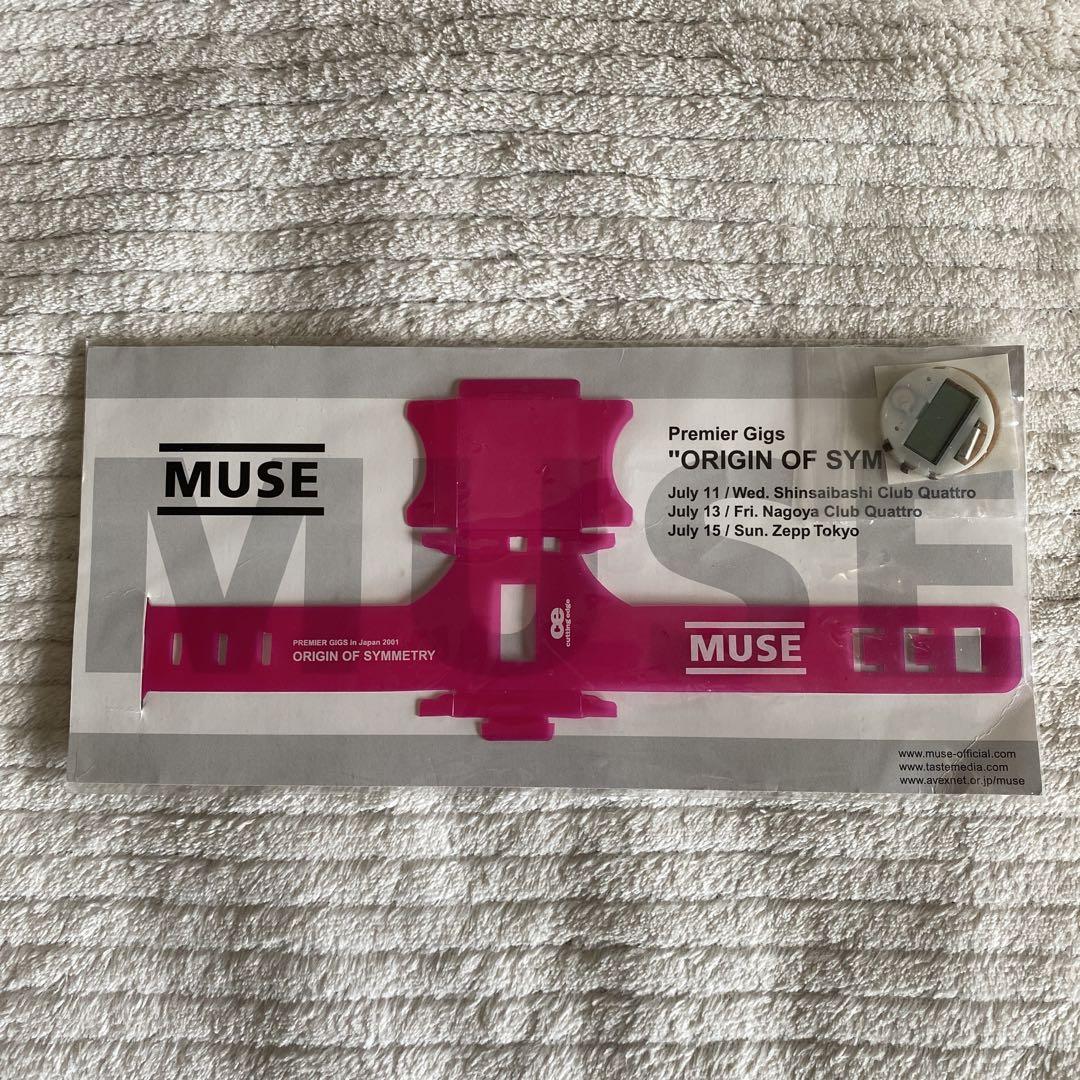 MUSE
MUSE
Premier Gigs
"ORIGIN OF SYM
July 11 / Wed. Shinsaibashi Club Quattro
July 13 / Fri. Nagoya Club Quattro
July 15 / Sun. Zepp Tokyo
PREMIER GIGS in Japan 2001
ORIGIN OF SYMMETRY
ce
cutting edge
MUSE
www.muse-official.com
www.tastemedia.com
www.avexnet.or.jp/muse